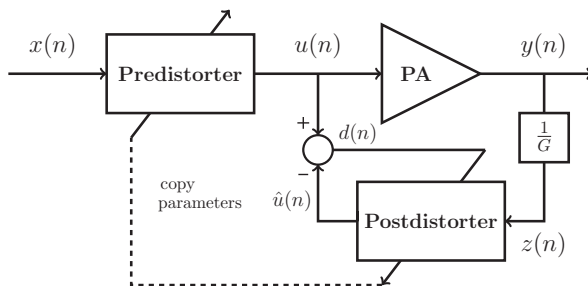 x(n)
Predistorter
u(n)
PA
y(n)
+
d(n)
1/G
−
copy
parameters
û(n)
Postdistorter
z(n)